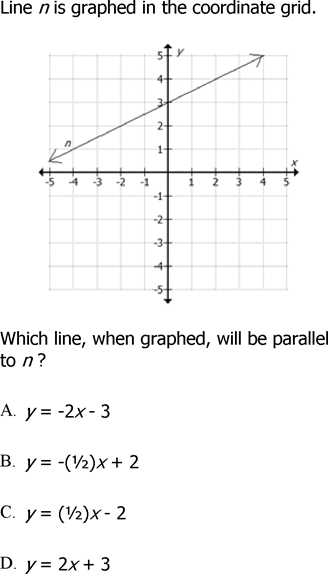 Line n is graphed in the coordinate grid.
y
5
4
3
2
1
n
x
-5 -4 -3 -2 -1 1 2 3 4 5
-1
-2
-3
-4
-5
Which line, when graphed, will be parallel
to n ?
A. y = -2x - 3
B. y = -(½)x + 2
C. y = (½)x - 2
D. y = 2x + 3